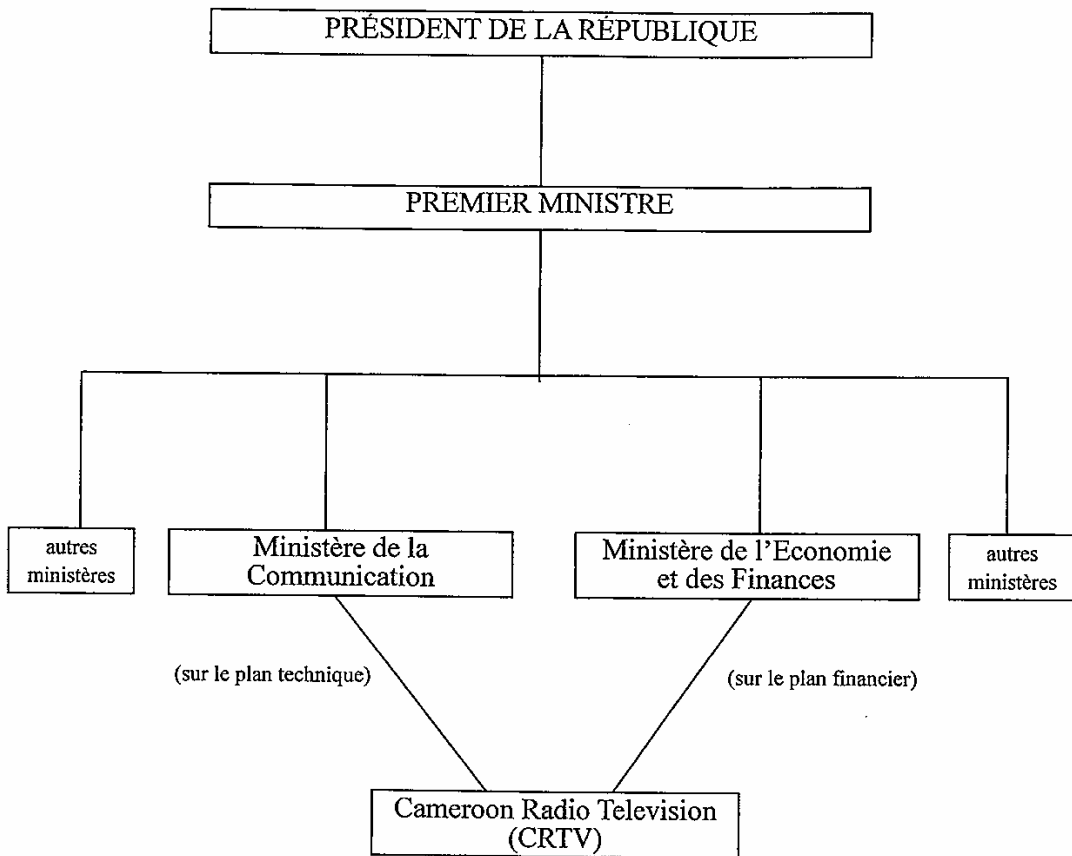 PRÉSIDENT DE LA RÉPUBLIQUE
PREMIER MINISTRE
autres
ministères
Ministère de la
Communication
Ministère de l'Economie
et des Finances
autres
ministères
(sur le plan technique)
(sur le plan financier)
Cameroon Radio Television
(CRTV)